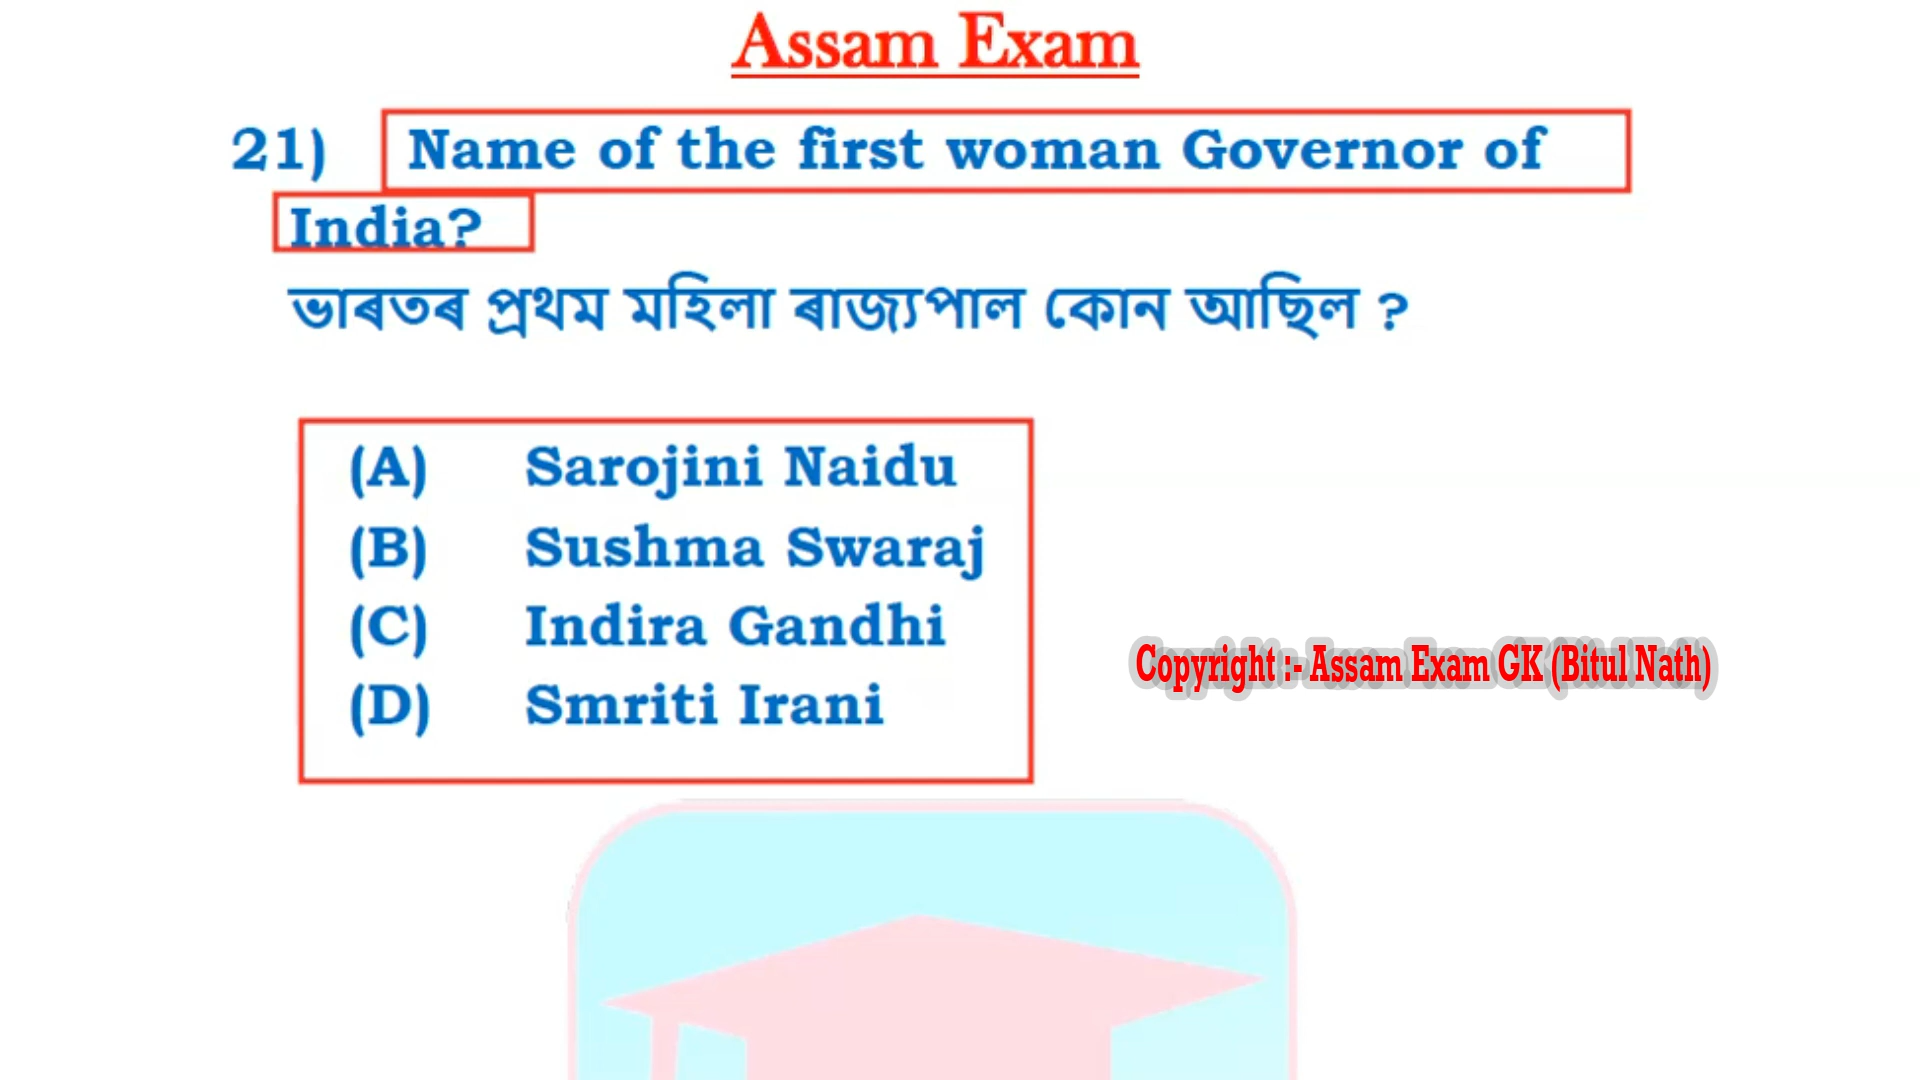 Assam Exam
21) Name of the first woman Governor of
India?
ভাৰতৰ প্ৰথম মহিলা ৰাজ্যপাল কোন আছিল ?
(A) Sarojini Naidu
(B) Sushma Swaraj
(C) Indira Gandhi
(D) Smriti Irani
Copyright :- Assam Exam GK (Bitul Nath)